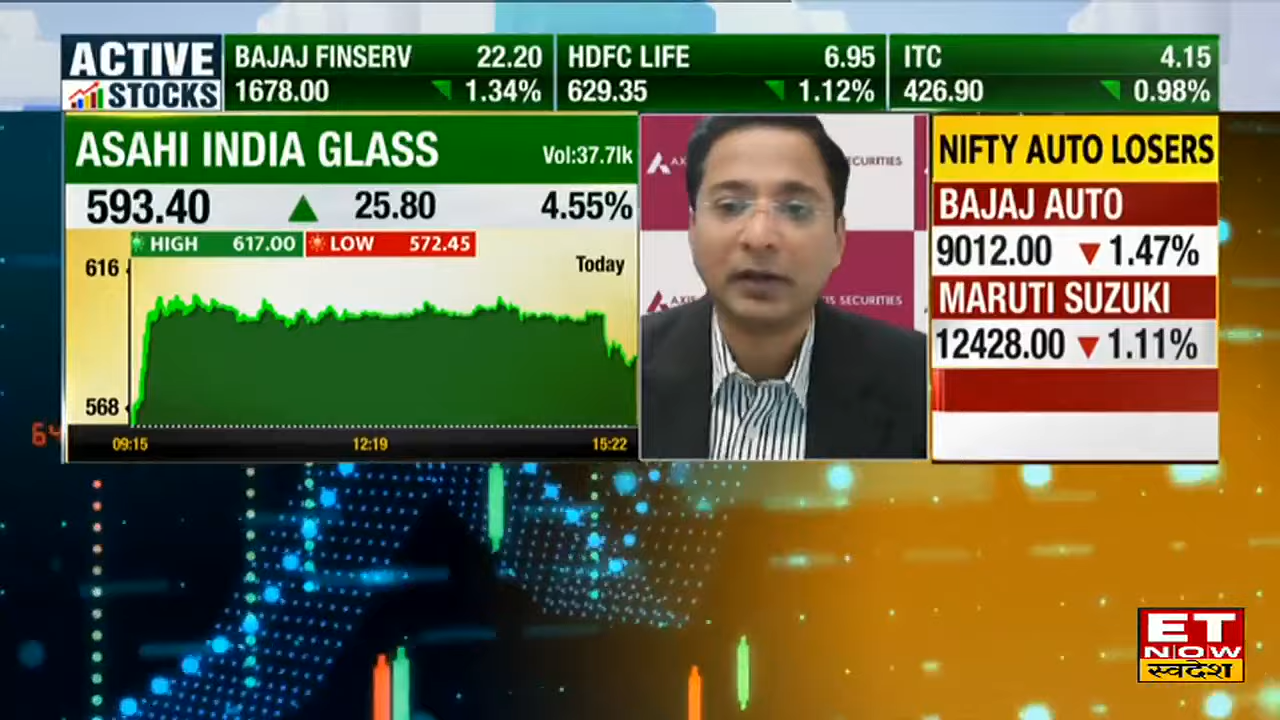 ACTIVE
STOCKS
BAJAJ FINSERV 22.20
1678.00 1.34%
HDFC LIFE 6.95
629.35 1.12%
ITC 4.15
426.90 0.98%
ASAHI INDIA GLASS Vol:37.7lk
593.40 25.80 4.55%
HIGH 617.00 LOW 572.45
Today
616
568
09:15 12:19 15:22
AXIS SECURITIES
NIFTY AUTO LOSERS
BAJAJ AUTO
9012.00 1.47%
MARUTI SUZUKI
12428.00 1.11%
64
ET
NOW
स्वदेश